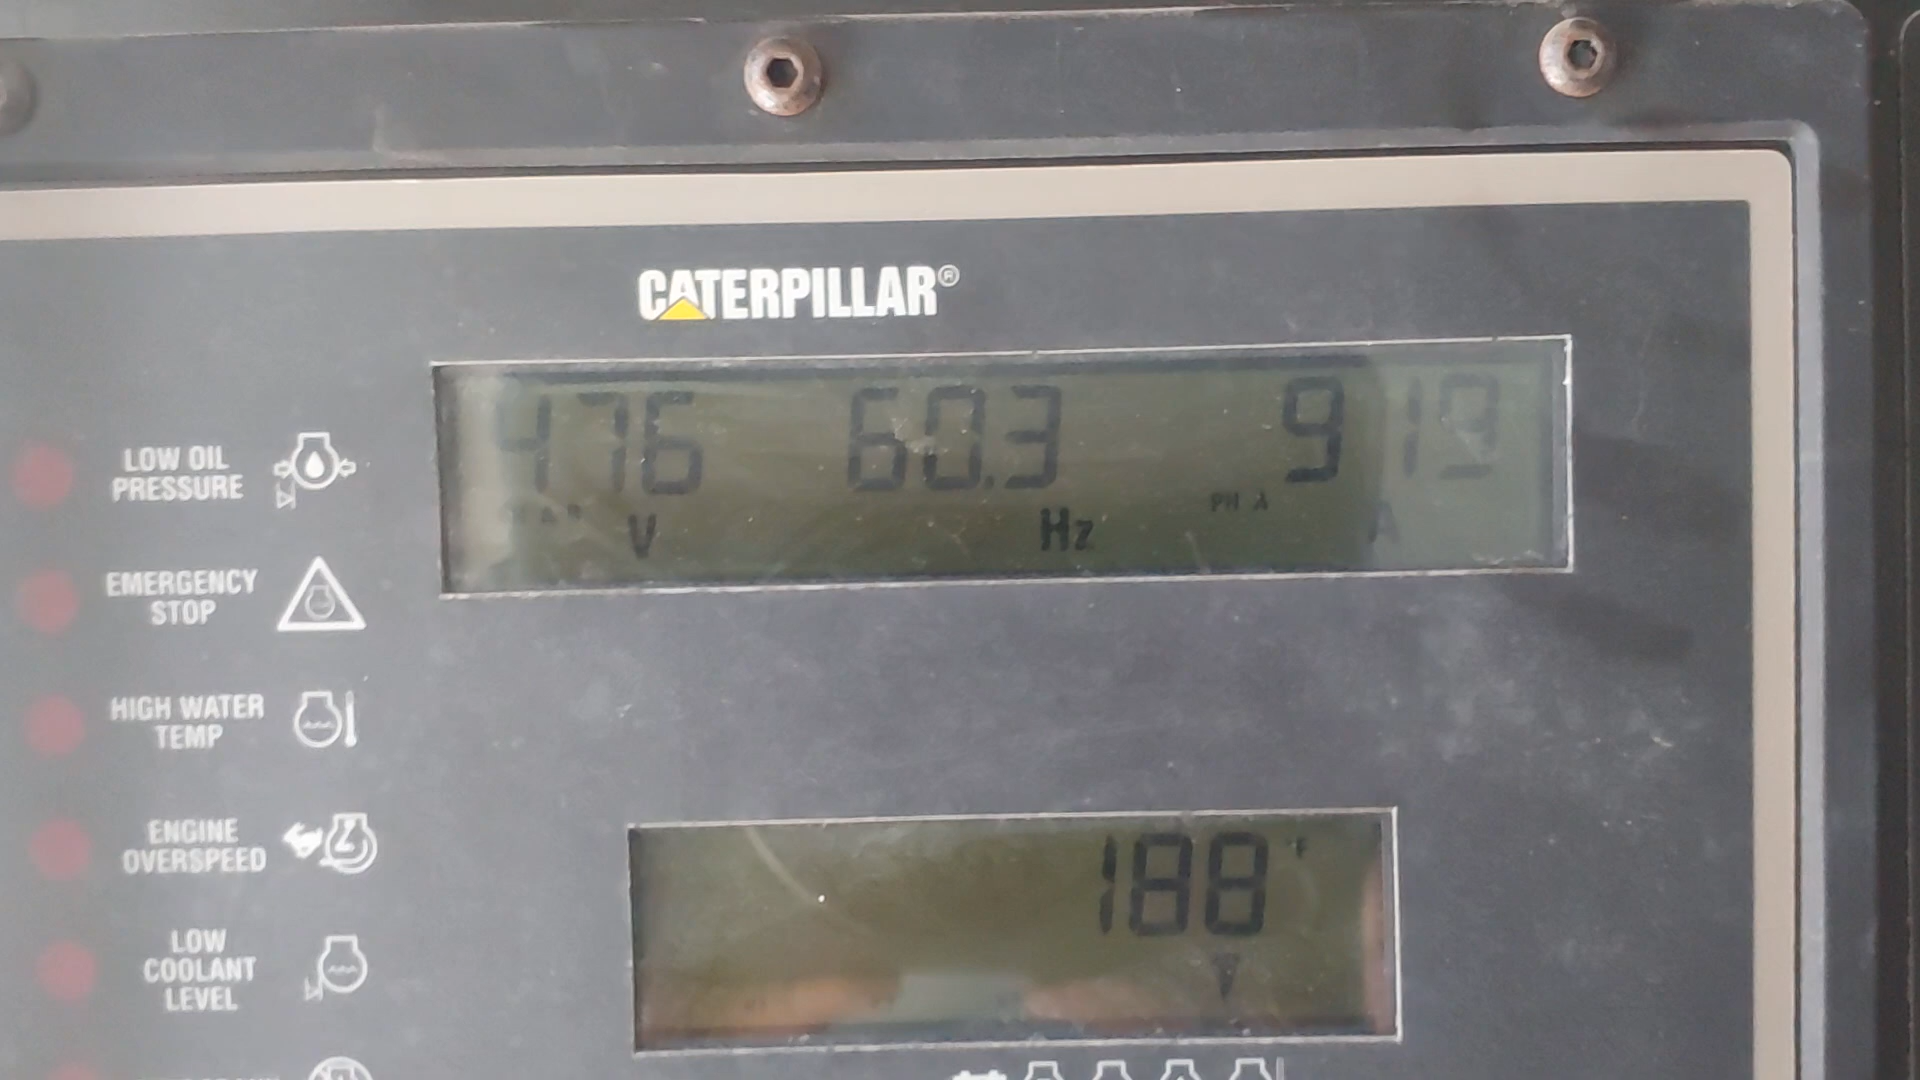 CATERPILLAR®
476 60.3 919
V Hz PH A A
LOW OIL
PRESSURE
EMERGENCY
STOP
HIGH WATER
TEMP
188 °F
ENGINE
OVERSPEED
LOW
COOLANT
LEVEL